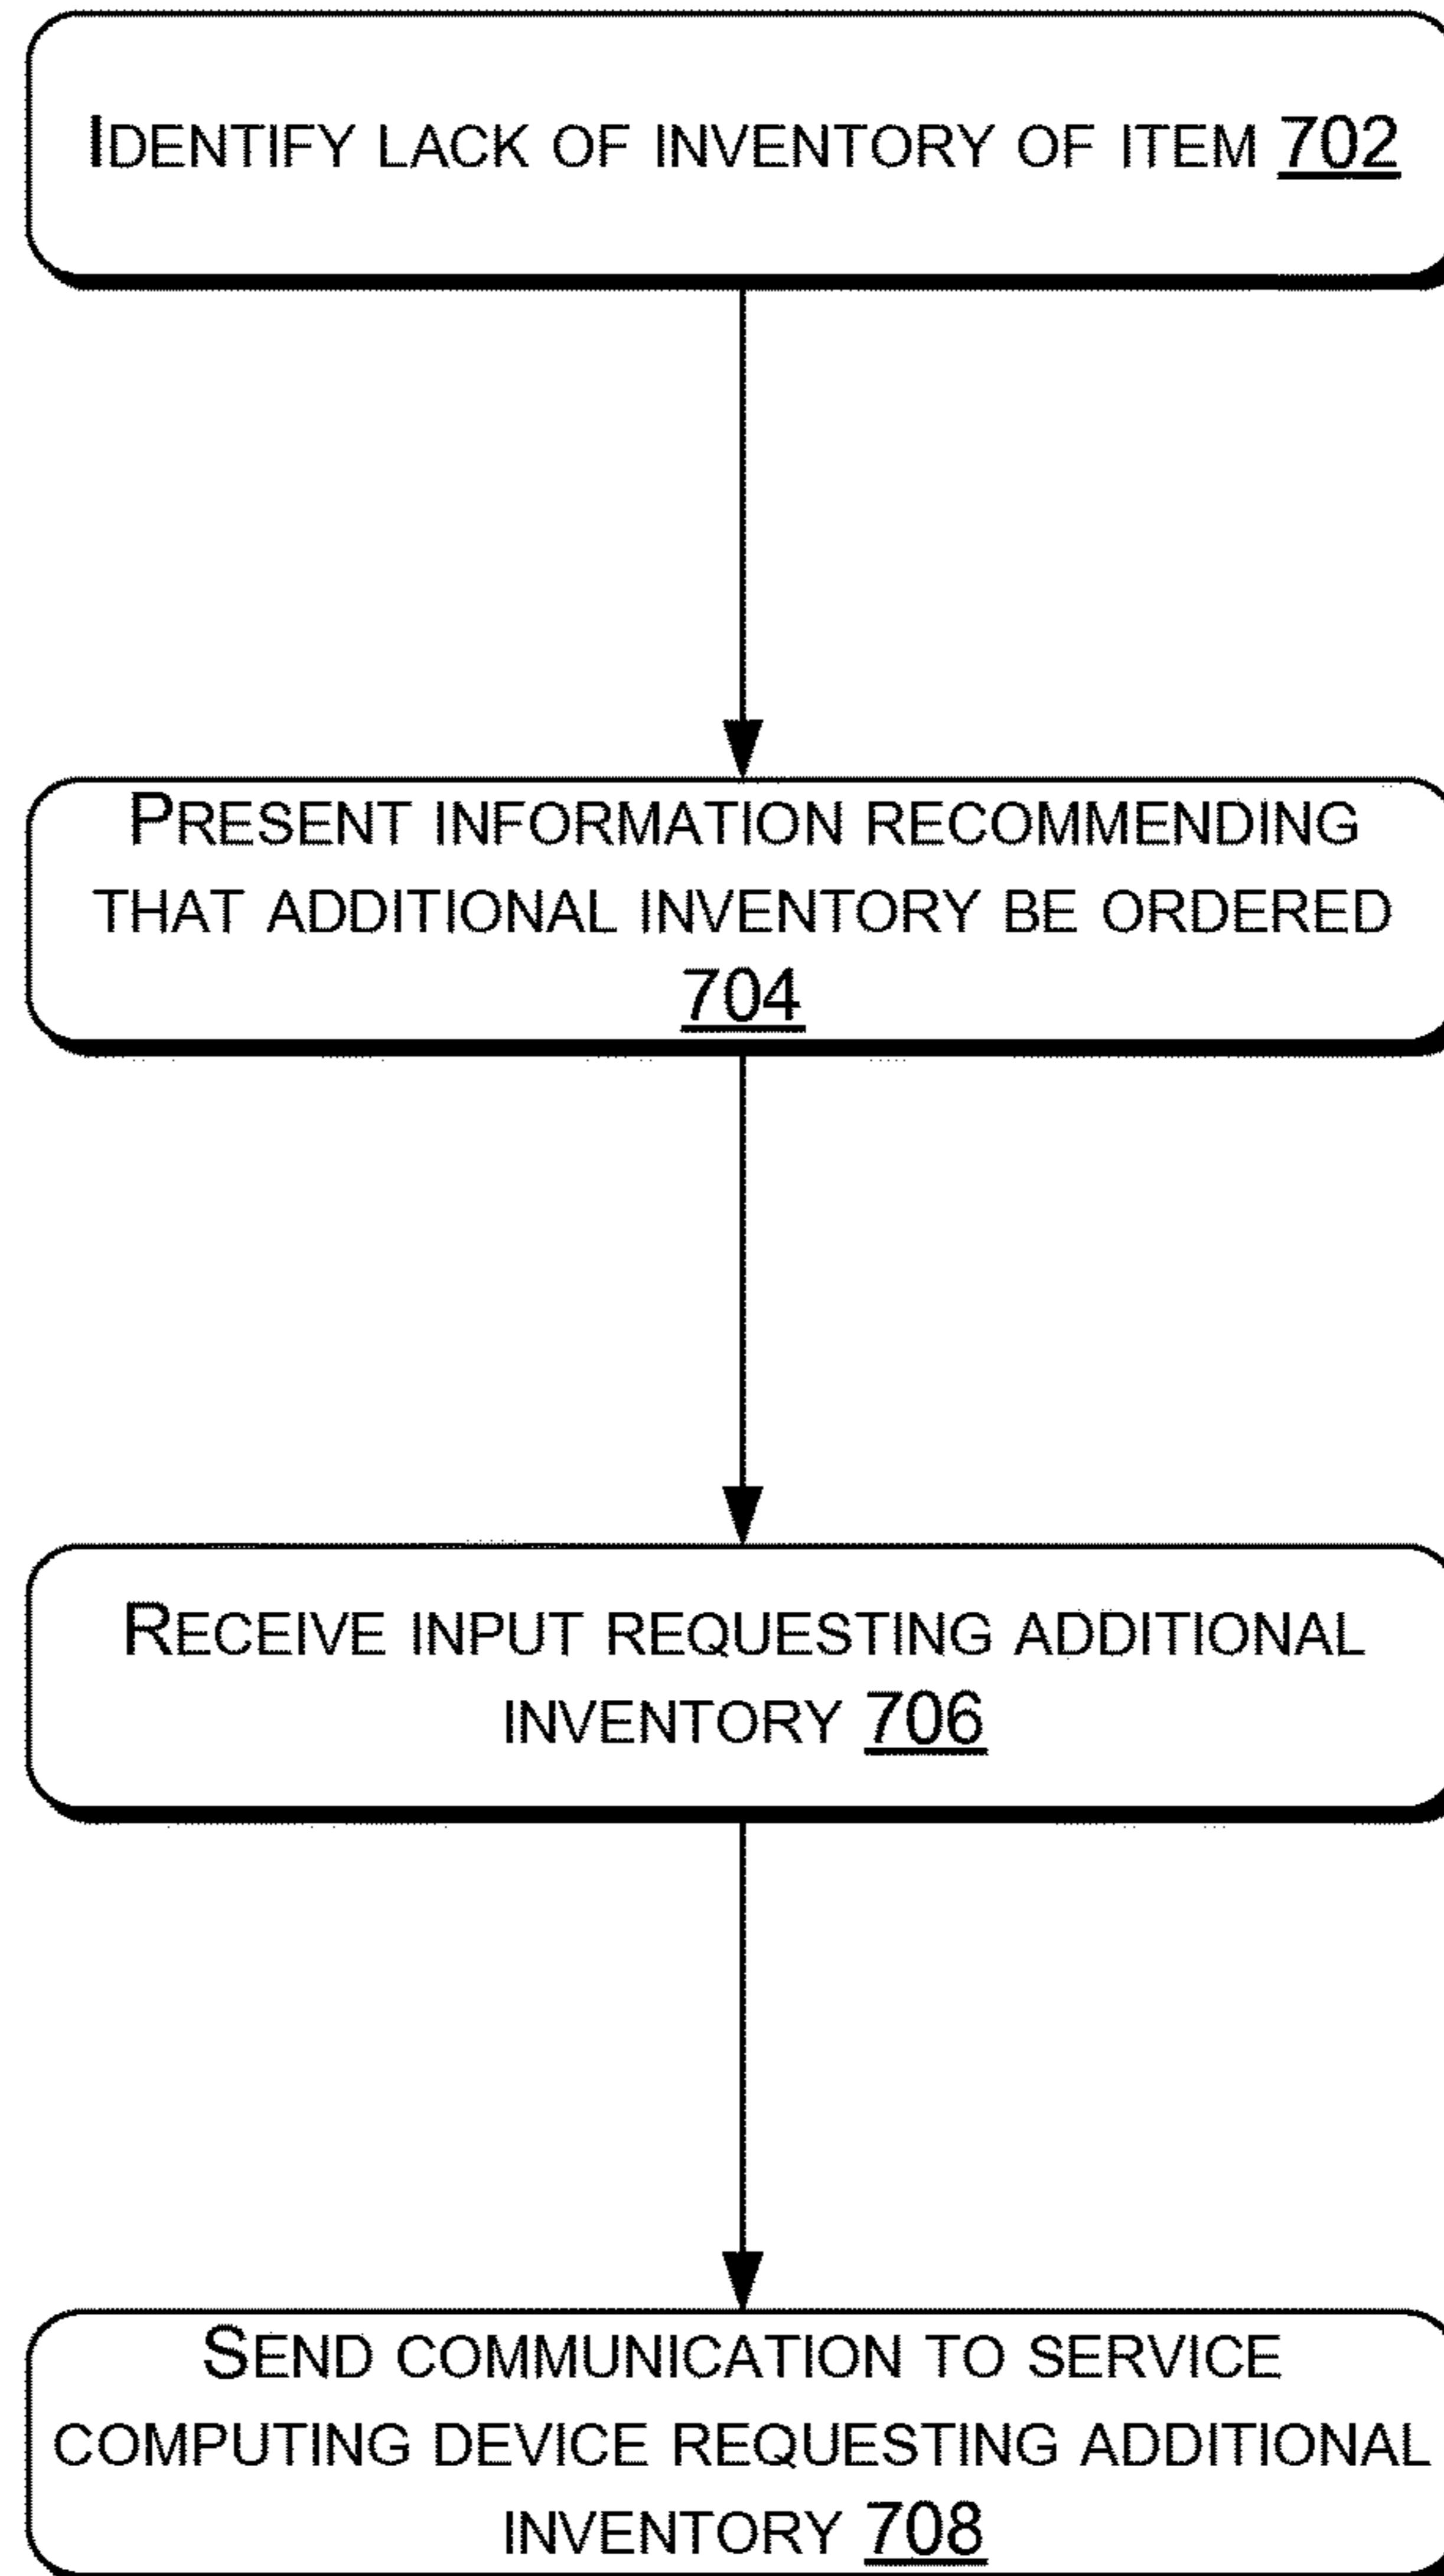 IDENTIFY LACK OF INVENTORY OF ITEM 702
PRESENT INFORMATION RECOMMENDING
THAT ADDITIONAL INVENTORY BE ORDERED
704
RECEIVE INPUT REQUESTING ADDITIONAL
INVENTORY 706
SEND COMMUNICATION TO SERVICE
COMPUTING DEVICE REQUESTING ADDITIONAL
INVENTORY 708